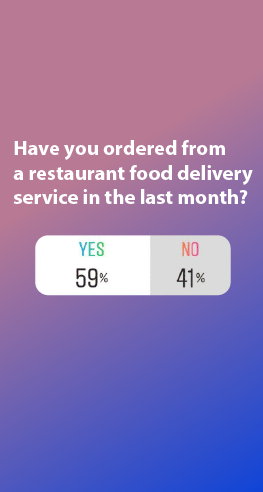 Have you ordered from
a restaurant food delivery
service in the last month?
YES NO
59% 41%